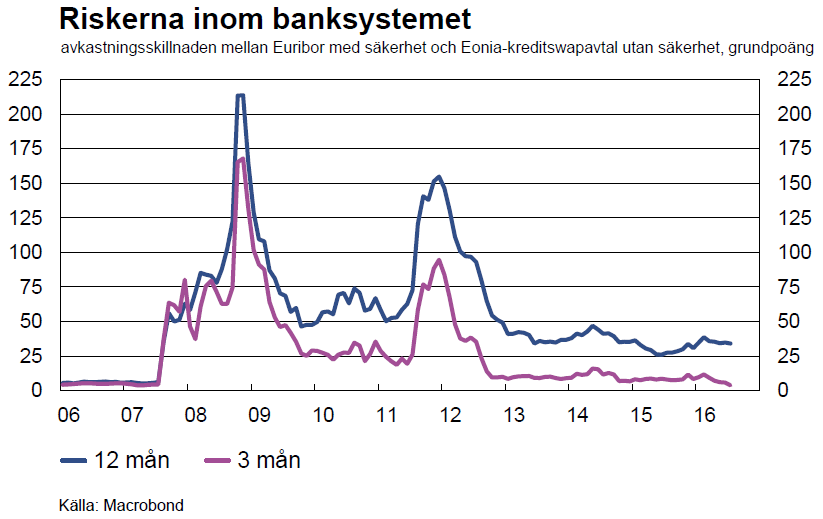 Riskerna inom banksystemet
avkastningsskillnaden mellan Euribor med säkerhet och Eonia-kreditswapavtal utan säkerhet, grundpoäng
225 225
200 200
175 175
150 150
125 125
100 100
75 75
50 50
25 25
0 0
06 07 08 09 10 11 12 13 14 15 16
12 mån 3 mån
Källa: Macrobond